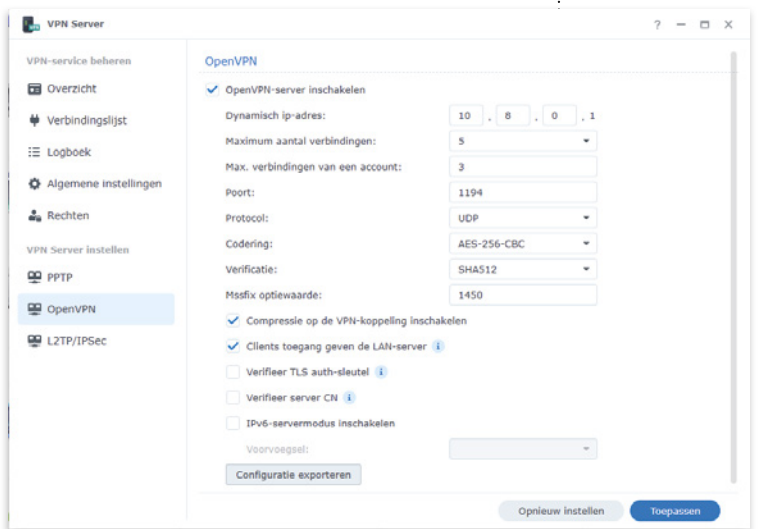 VPN Server
VPN-service beheren
Overzicht
Verbindingslijst
Logboek
Algemene instellingen
Rechten
VPN Server instellen
PPTP
OpenVPN
L2TP/IPSec
OpenVPN
OpenVPN-server inschakelen
Dynamisch ip-adres: 10 . 8 . 0 . 1
Maximum aantal verbindingen: 5
Max. verbindingen van een account: 3
Poort: 1194
Protocol: UDP
Codering: AES-256-CBC
Verificatie: SHA512
Mssfix optiewaarde: 1450
Compressie op de VPN-koppeling inschakelen
Clients toegang geven de LAN-server
Verifieer TLS auth-sleutel
Verifieer server CN
IPv6-servermodus inschakelen
Voorvoegsel:
Configuratie exporteren
Opnieuw instellen Toepassen